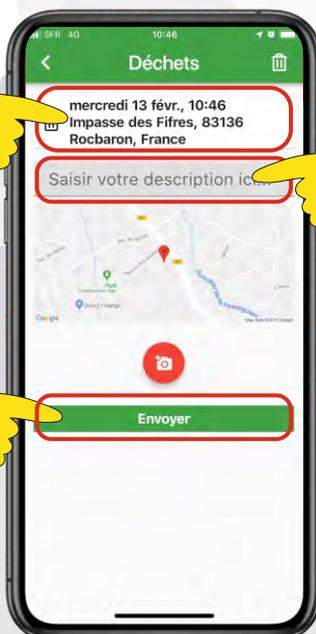 SFR 4G
10:46
Déchets
mercredi 13 févr., 10:46
Impasse des Fifres, 83136
Rocbaron, France
Saisir votre description ici...
Google
Envoyer